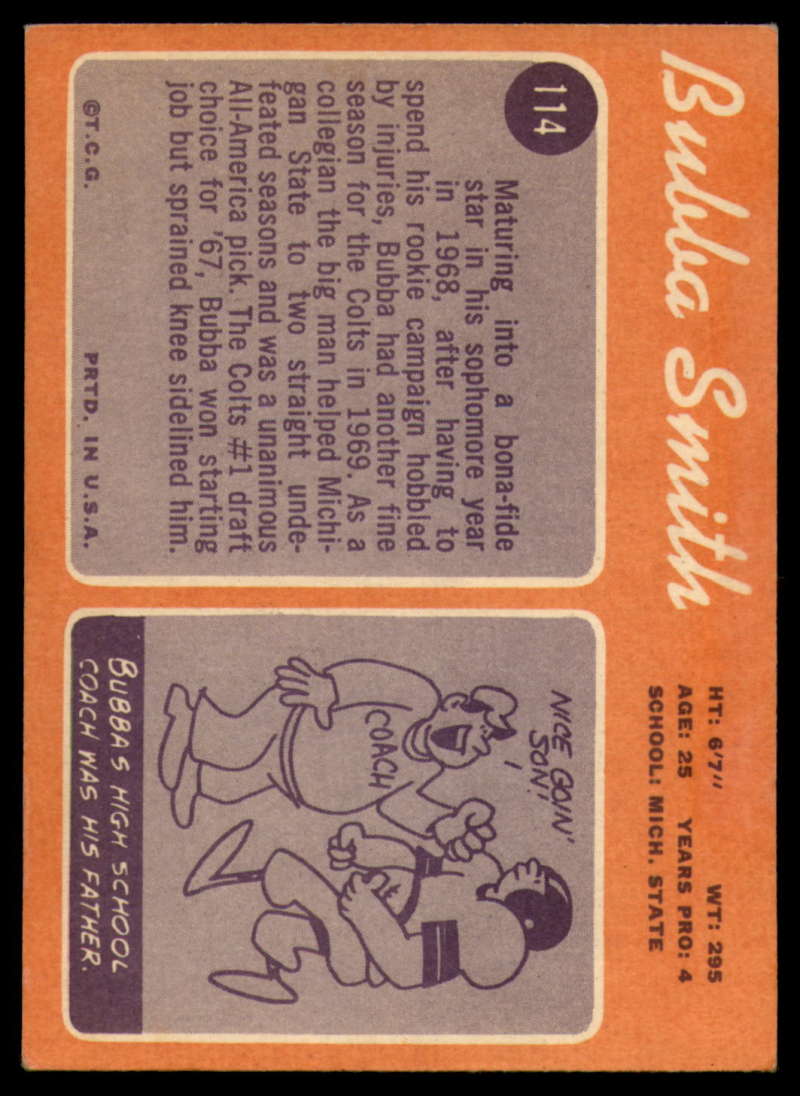 Bubba Smith
HT: 6'7" WT: 295
AGE: 25 YEARS PRO: 4
SCHOOL: MICH. STATE
114
Maturing into a bona-fide
star in his sophomore year
in 1968, after having to
spend his rookie campaign hobbled
by injuries, Bubba had another fine
season for the Colts in 1969. As a
collegian the big man helped Michi-
gan State to two straight unde-
feated seasons and was a unanimous
All-America pick. The Colts #1 draft
choice for '67, Bubba won starting
job but sprained knee sidelined him.
©T.C.G. PRTD. IN U.S.A.
NICE GOIN'
SON!
COACH
BUBBAS HIGH SCHOOL
COACH WAS HIS FATHER.